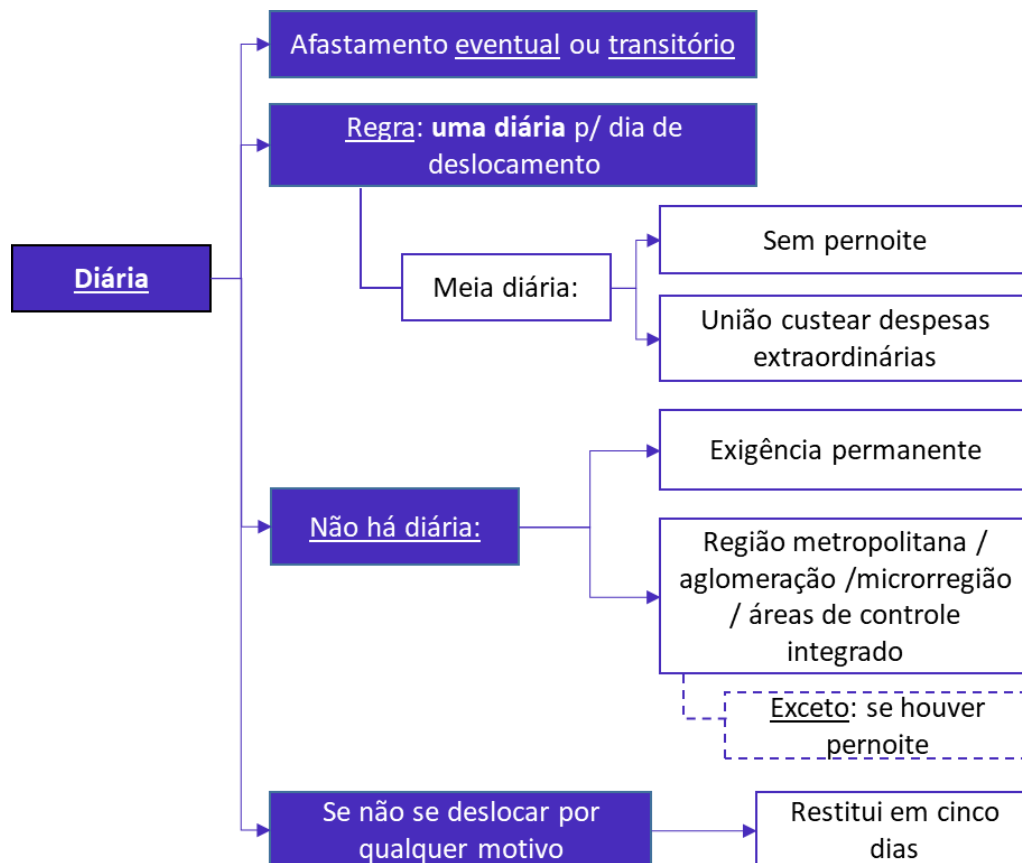 Afastamento eventual ou transitório
Regra: uma diária p/ dia de
deslocamento
Diária
Meia diária:
Sem pernoite
União custear despesas
extraordinárias
Não há diária:
Exigência permanente
Região metropolitana /
aglomeração /microrregião
/ áreas de controle
integrado
Exceto: se houver
pernoite
Se não se deslocar por
qualquer motivo
Restitui em cinco
dias